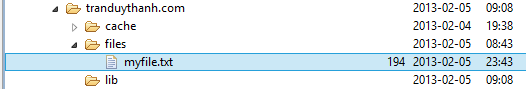 tranduythanh.com 2013-02-05 09:08
cache 2013-02-04 19:38
files 2013-02-05 08:43
myfile.txt 194 2013-02-05 23:43
lib 2013-02-05 09:08